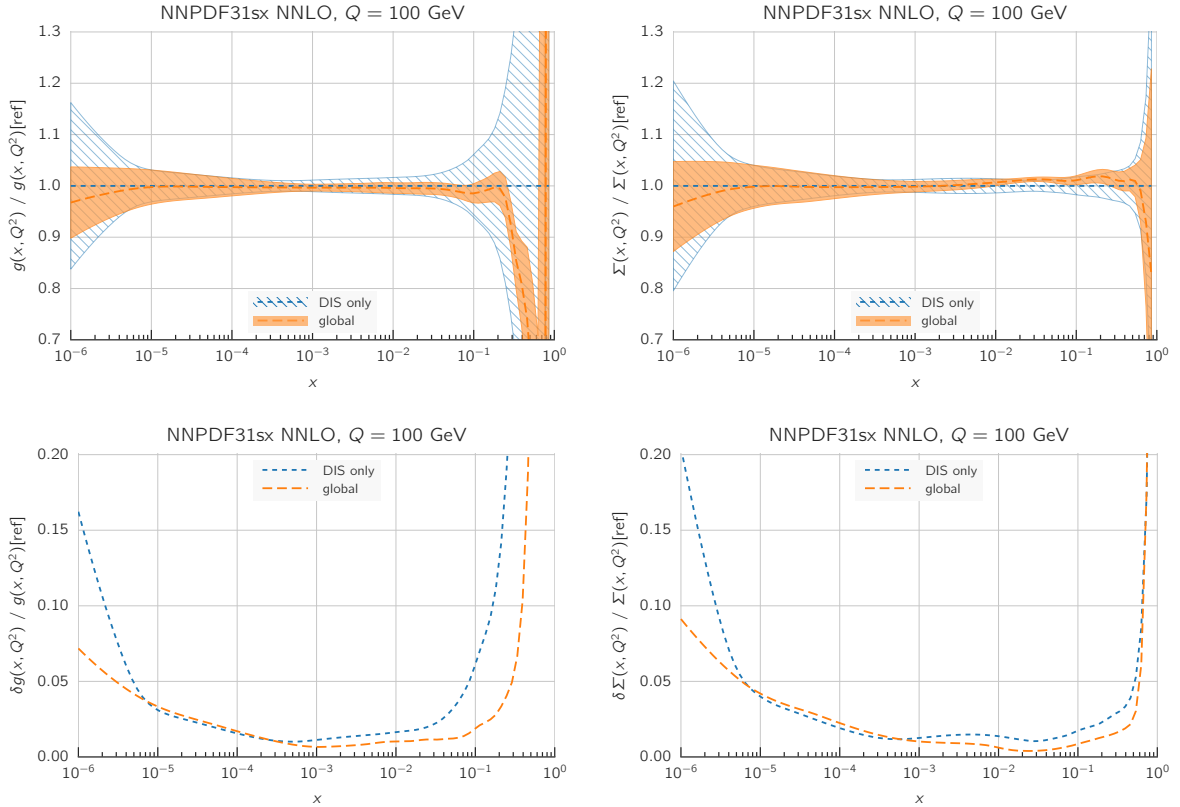 NNPDF31sx NNLO, Q = 100 GeV
g(x, Q²) / g(x, Q²)[ref]
1.3
1.2
1.1
1.0
0.9
0.8
0.7
DIS only
global
10⁻⁶ 10⁻⁵ 10⁻⁴ 10⁻³ 10⁻² 10⁻¹ 10⁰
x
NNPDF31sx NNLO, Q = 100 GeV
Σ(x, Q²) / Σ(x, Q²)[ref]
1.3
1.2
1.1
1.0
0.9
0.8
0.7
DIS only
global
10⁻⁶ 10⁻⁵ 10⁻⁴ 10⁻³ 10⁻² 10⁻¹ 10⁰
x
NNPDF31sx NNLO, Q = 100 GeV
δg(x, Q²) / g(x, Q²)[ref]
0.20
0.15
0.10
0.05
0.00
DIS only
global
10⁻⁶ 10⁻⁵ 10⁻⁴ 10⁻³ 10⁻² 10⁻¹ 10⁰
x
NNPDF31sx NNLO, Q = 100 GeV
δΣ(x, Q²) / Σ(x, Q²)[ref]
0.20
0.15
0.10
0.05
0.00
DIS only
global
10⁻⁶ 10⁻⁵ 10⁻⁴ 10⁻³ 10⁻² 10⁻¹ 10⁰
x